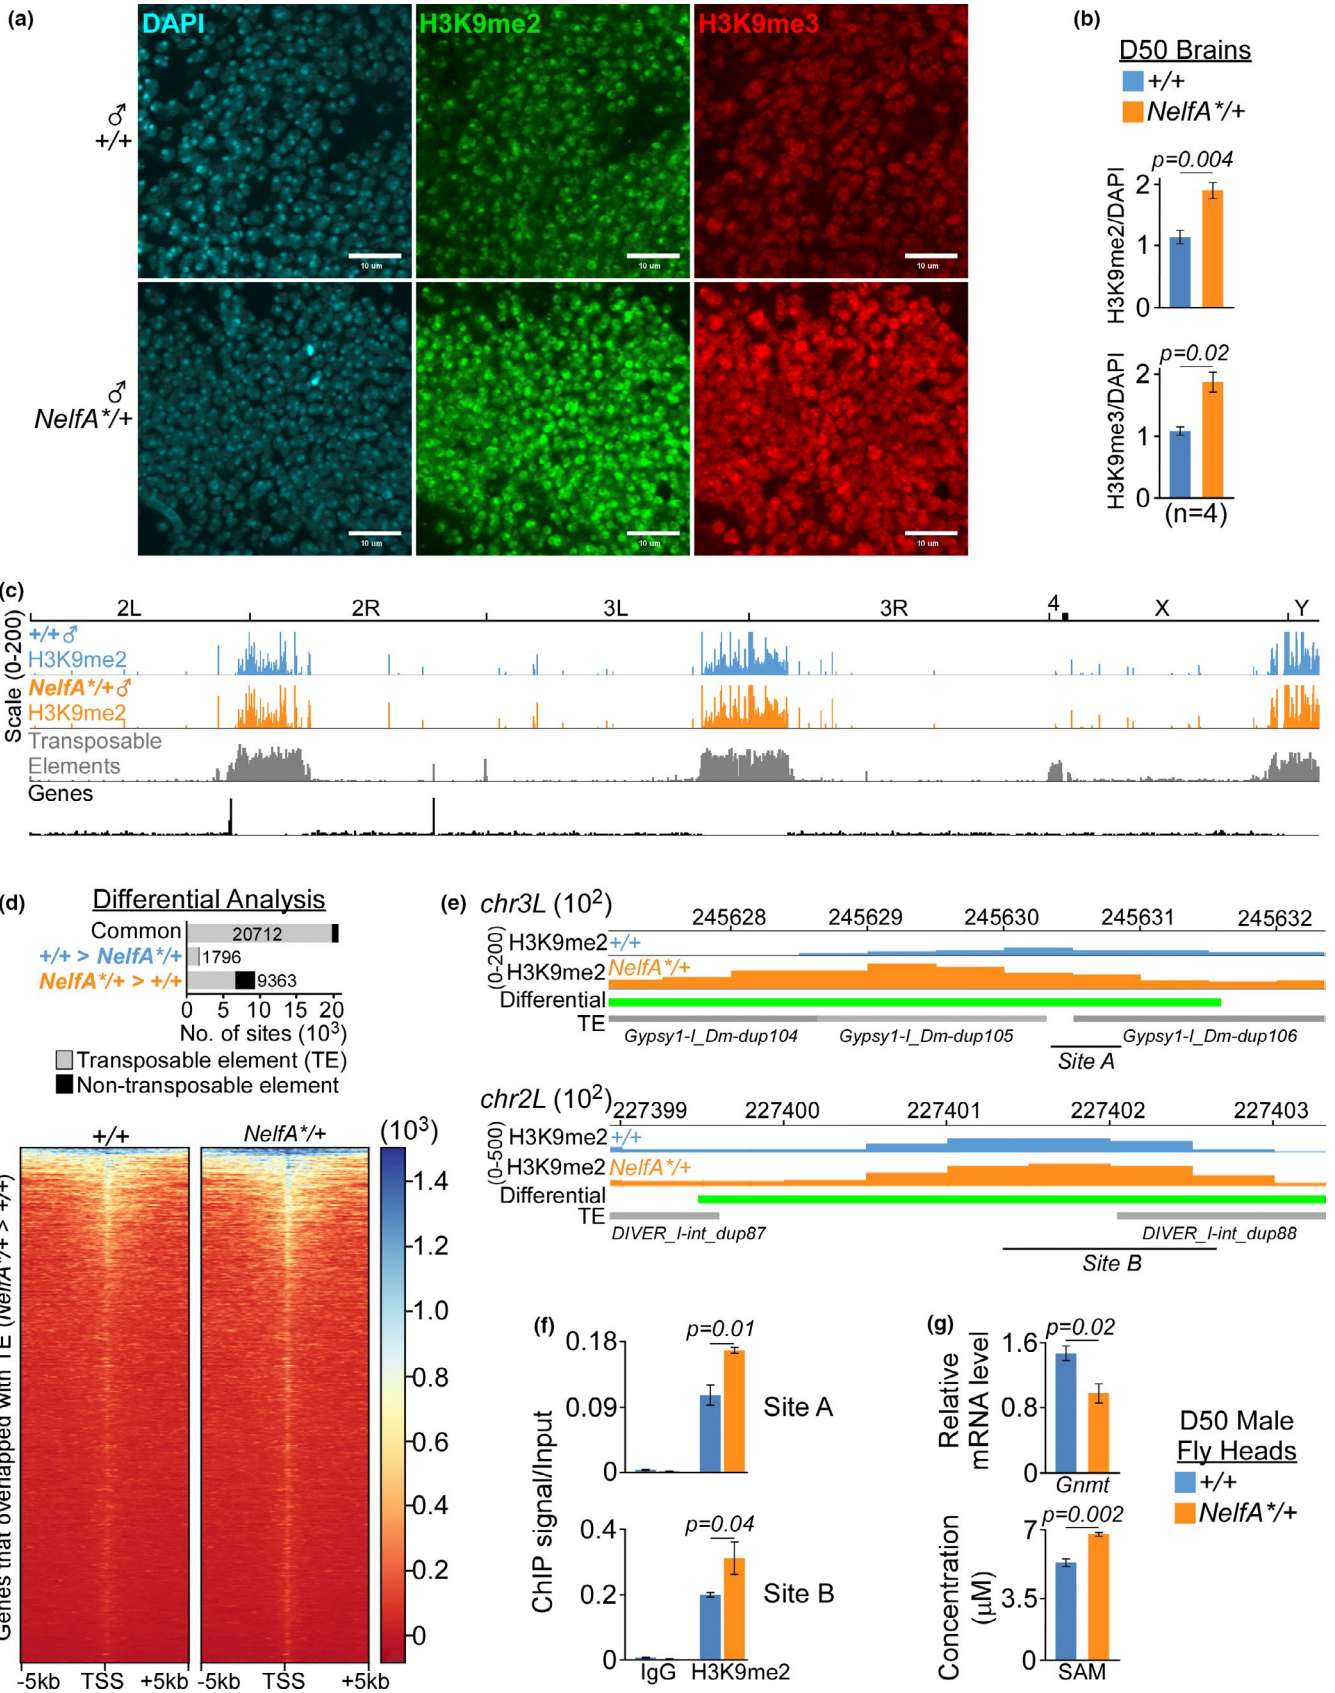 (a)
DAPI
H3K9me2
H3K9me3
♂
+/+
10 um
10 um
10 um
♂
NelfA*/+
10 um
10 um
10 um
(b)
D50 Brains
+/+
NelfA*/+
p=0.004
H3K9me2/DAPI
2
1
0
p=0.02
H3K9me3/DAPI
2
1
0
(n=4)
(c)
2L 2R 3L 3R 4 X Y
Scale (0-200)
+/+♂
H3K9me2
NelfA*/+♂
H3K9me2
Transposable
Elements
Genes
(d)
Differential Analysis
Common
20712
+/+ > NelfA*/+
1796
NelfA*/+ > +/+
9363
0 5 10 15 20
No. of sites (10³)
Transposable element (TE)
Non-transposable element
+/+
NelfA*/+
(10³)
Genes that overlapped with TE (NelfA*/+ > +/+)
1.4
1.2
1.0
0.8
0.6
0.4
0.2
0
-5kb TSS +5kb
-5kb TSS +5kb
(e)
chr3L (10²)
245628 245629 245630 245631 245632
(0-200)
H3K9me2 +/+
H3K9me2 NelfA*/+
Differential
TE
Gypsy1-I_Dm-dup104 Gypsy1-I_Dm-dup105 Gypsy1-I_Dm-dup106
Site A
chr2L (10²)
227399 227400 227401 227402 227403
(0-500)
H3K9me2 +/+
H3K9me2 NelfA*/+
Differential
TE
DIVER_I-int_dup87 DIVER_I-int_dup88
Site B
(f)
ChIP signal/Input
p=0.01
0.18
0.09
0
Site A
p=0.04
0.4
0.2
0
Site B
IgG H3K9me2
(g)
p=0.02
Relative
mRNA level
1.6
0.8
0
Gnmt
p=0.002
Concentration
(µM)
7
3.5
0
SAM
D50 Male
Fly Heads
+/+
NelfA*/+